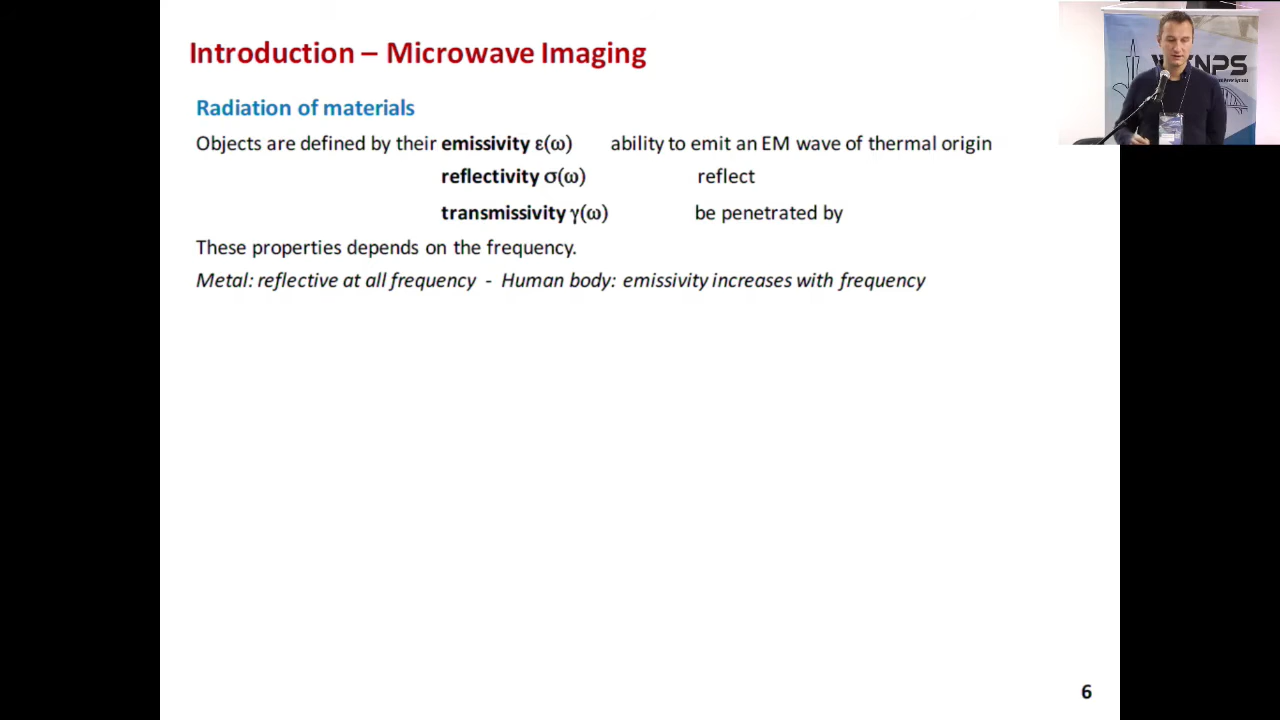 Introduction – Microwave Imaging
Radiation of materials
Objects are defined by their emissivity ε(ω) ability to emit an EM wave of thermal origin
reflectivity σ(ω) reflect
transmissivity γ(ω) be penetrated by
These properties depends on the frequency.
Metal: reflective at all frequency - Human body: emissivity increases with frequency
6